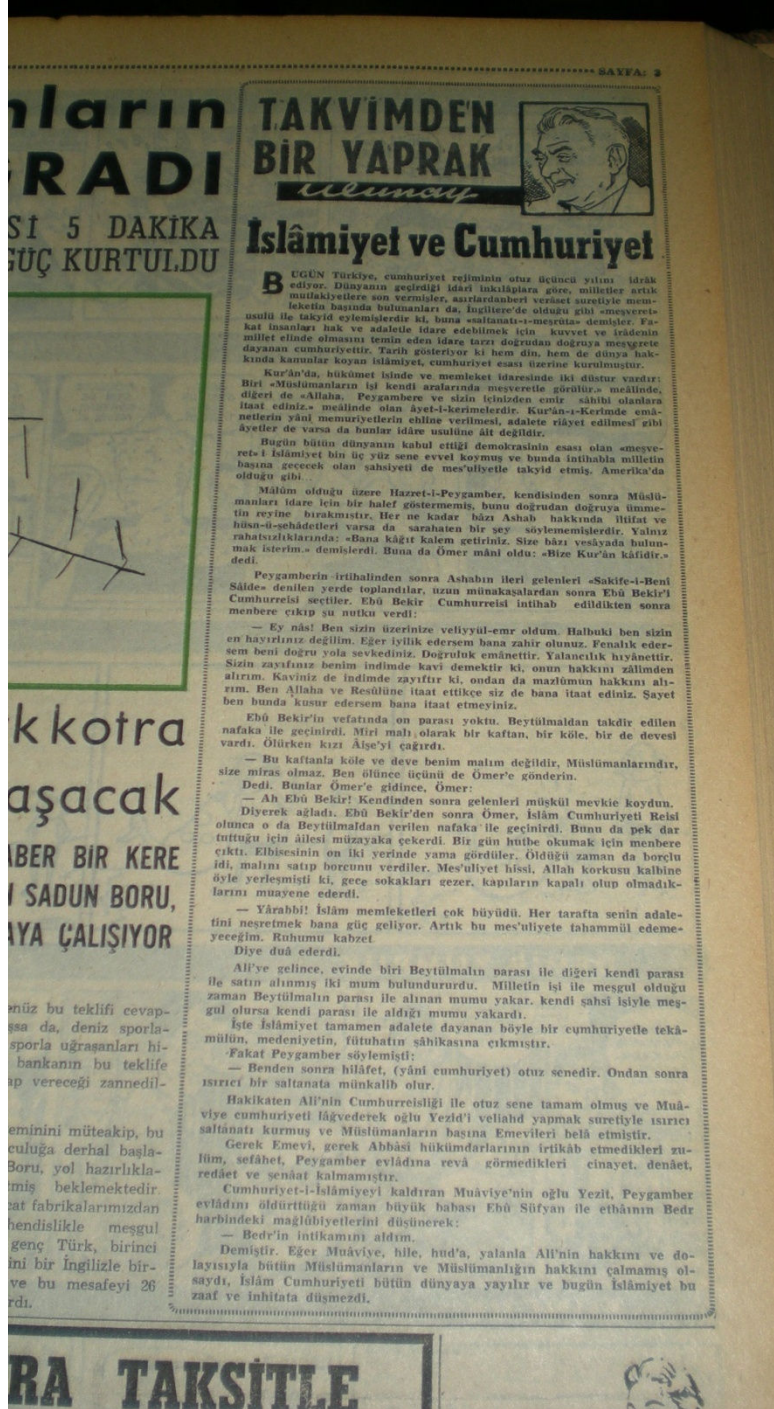 SAYFA: 3
nların
GRADI
Sİ 5 DAKİKA
GÜÇ KURTULDU
TAKVİMDEN
BİR YAPRAK
ulunay
İslâmiyet ve Cumhuriyet
BUGÜN Türkiye, cumhuriyet rejiminin otuz üçüncü yılını idrâk
ediyor. Dünyanın geçirdiği idârî inkılâplara göre, milletler artık
mutlakiyetlere son vermişler, asırlardanberi verâset suretiyle mem-
leketin başında bulunanları da, İngiltere'de olduğu gibi «meşveret»
usulü ile takyid eylemişlerdir ki, buna «saltanatı-ı-meşrûta» demişler. Fa-
kat insanları hak ve adaletle idare edebilmek için kuvvet ve irâdenin
millet elinde olmasını temin eden idare tarzı doğrudan doğruya meşverete
dayanan cumhuriyettir. Tarih gösteriyor ki hem din, hem de dünya hak-
kında kanunlar koyan islâmiyet, cumhuriyet esası üzerine kurulmuştur.
Kur'ân'da, hükûmet işinde ve memleket idaresinde iki düstur vardır:
Biri «Müslümanların işi kendi aralarında meşveretle görülür.» meâlinde,
diğeri de «Allaha, Peygambere ve sizin içinizden emir sâhibi olanlara
itaat ediniz.» meâlinde olan âyet-i-kerimelerdir. Kur'ân-ı-Kerimde emâ-
netlerin yâni memuriyetlerin ehline verilmesi, adalete riâyet edilmesi gibi
âyetler de varsa da bunlar idâre usulüne âit değildir.
Bugün bütün dünyanın kabul ettiği demokrasinin esası olan «meşve-
ret» i İslâmiyet bin üç yüz sene evvel koymuş ve bunda intihabla milletin
başına geçecek olan şahsiyeti de mes'uliyetle takyid etmiş. Amerika'da
olduğu gibi...
Mâlûm olduğu üzere Hazret-i-Peygamber, kendisinden sonra Müslü-
manları idare için bir halef göstermemiş, bunu doğrudan doğruya ümme-
tin reyine bırakmıştır. Her ne kadar bâzı Ashab hakkında iltifat ve
hüsn-ü-şehâdetleri varsa da sarahaten bir şey söylememişlerdir. Yalnız
rahatsızlıklarında: «Bana kâğıt kalem getiriniz. Size bâzı vesâyada bulun-
mak isterim.» demişlerdi. Buna da Ömer mâni oldu: «Bize Kur'ân kâfidir.»
dedi.
Peygamberin irtihalinden sonra Ashabın ileri gelenleri «Sakife-i-Benî
Sâide» denilen yerde toplandılar, uzun münakaşalardan sonra Ebû Bekir'i
Cumhurreisi seçtiler. Ebû Bekir Cumhurreisi intihab edildikten sonra
menbere çıkıp şu nutku verdi:
— Ey nâs! Ben sizin üzerinize veliyyül-emr oldum. Halbuki ben sizin
en hayırlınız değilim. Eğer iyilik edersem bana zahir olunuz. Fenalık eder-
sem beni doğru yola sevkediniz. Doğruluk emânettir. Yalancılık hıyânettir.
Sizin zayıfınız benim indimde kavi demektir ki, onun hakkını zâlimden
alırım. Kaviniz de indimde zayıftır ki, ondan da mazlûmun hakkını alı-
rım. Ben Allaha ve Resûlüne itaat ettikçe siz de bana itaat ediniz. Şayet
ben bunda kusur edersem bana itaat etmeyiniz.
Ebû Bekir'in vefatında on parası yoktu. Beytülmaldan takdir edilen
nafaka ile geçinirdi. Mirî malı olarak bir kaftan, bir köle, bir de devesi
vardı. Ölürken kızı Âişe'yi çağırdı.
— Bu kaftanla köle ve deve benim malım değildir, Müslümanlarındır,
size miras olmaz. Ben ölünce üçünü de Ömer'e gönderin.
Dedi. Bunlar Ömer'e gidince, Ömer:
— Ah Ebû Bekir! Kendinden sonra gelenleri müşkül mevkie koydun.
Diyerek ağladı. Ebû Bekir'den sonra Ömer, İslâm Cumhuriyeti Reisi
olunca o da Beytülmaldan verilen nafaka ile geçinirdi. Bunu da pek dar
tuttuğu için âilesi müzayaka çekerdi. Bir gün hutbe okumak için menbere
çıktı. Elbisesinin on iki yerinde yama gördüler. Öldüğü zaman da borçlu
idi, malını satıp borcunu verdiler. Mes'uliyet hissi, Allah korkusu kalbine
öyle yerleşmişti ki, gece sokakları gezer, kapıların kapalı olup olmadık-
larını muayene ederdi.
— Yârabbi! İslâm memleketleri çok büyüdü. Her tarafta senin adale-
tini neşretmek bana güç geliyor. Artık bu mes'uliyete tahammül edeme-
yeceğim. Ruhumu kabzet
Diye duâ ederdi.
Ali'ye gelince, evinde biri Beytülmalın parası ile diğeri kendi parası
ile satın alınmış iki mum bulundururdu. Milletin işi ile meşgul olduğu
zaman Beytülmalın parası ile alınan mumu yakar, kendi şahsî işiyle meş-
gul olursa kendi parası ile aldığı mumu yakardı.
İşte İslâmiyet tamamen adalete dayanan böyle bir cumhuriyetle tekâ-
mülün, medeniyetin, fütuhatın şâhikasına çıkmıştır.
Fakat Peygamber söylemişti:
— Benden sonra hilâfet, (yâni cumhuriyet) otuz senedir. Ondan sonra
ısırıcı bir saltanata münkalib olur.
Hakikaten Ali'nin Cumhurreisliği ile otuz sene tamam olmuş ve Muâ-
viye cumhuriyeti lâğvederek oğlu Yezid'i veliahd yapmak suretiyle ısırıcı
saltanatı kurmuş ve Müslümanların başına Emevileri belâ etmiştir.
Gerek Emevi, gerek Abbâsî hükümdarlarının irtikâb etmedikleri zu-
lüm, sefâhet, Peygamber evlâdına revâ görmedikleri cinayet, denâet,
redâet ve şenâat kalmamıştır.
Cumhuriyet-i-İslâmiyeyi kaldıran Muâviye'nin oğlu Yezit, Peygamber
evlâdını öldürttüğü zaman büyük babası Ebû Süfyan ile etbâının Bedr
harbindeki mağlûbiyetlerini düşünerek:
— Bedr'in intikamını aldım.
Demiştir. Eğer Muâviye, hile, hud'a, yalanla Ali'nin hakkını ve do-
layısıyla bütün Müslümanların ve Müslümanlığın hakkını çalmamış ol-
saydı, İslâm Cumhuriyeti bütün dünyaya yayılır ve bugün İslâmiyet bu
zaaf ve inhitata düşmezdi.
k kotra
aşacak
ABER BİR KERE
SADUN BORU,
AYA ÇALIŞIYOR
enüz bu teklifi cevap-
ssa da, deniz sporla-
sporla uğraşanları hi-
bankanın bu teklife
ap vereceği zannedil-
eminini müteakip, bu
culuğa derhal başla-
Boru, yol hazırlıkla-
tmiş beklemektedir.
at fabrikalarımızdan
hendislikle meşgul
genç Türk, birinci
ini bir İngilizle bir-
ve bu mesafeyi 26
rdı.
RA TAKSİTLE